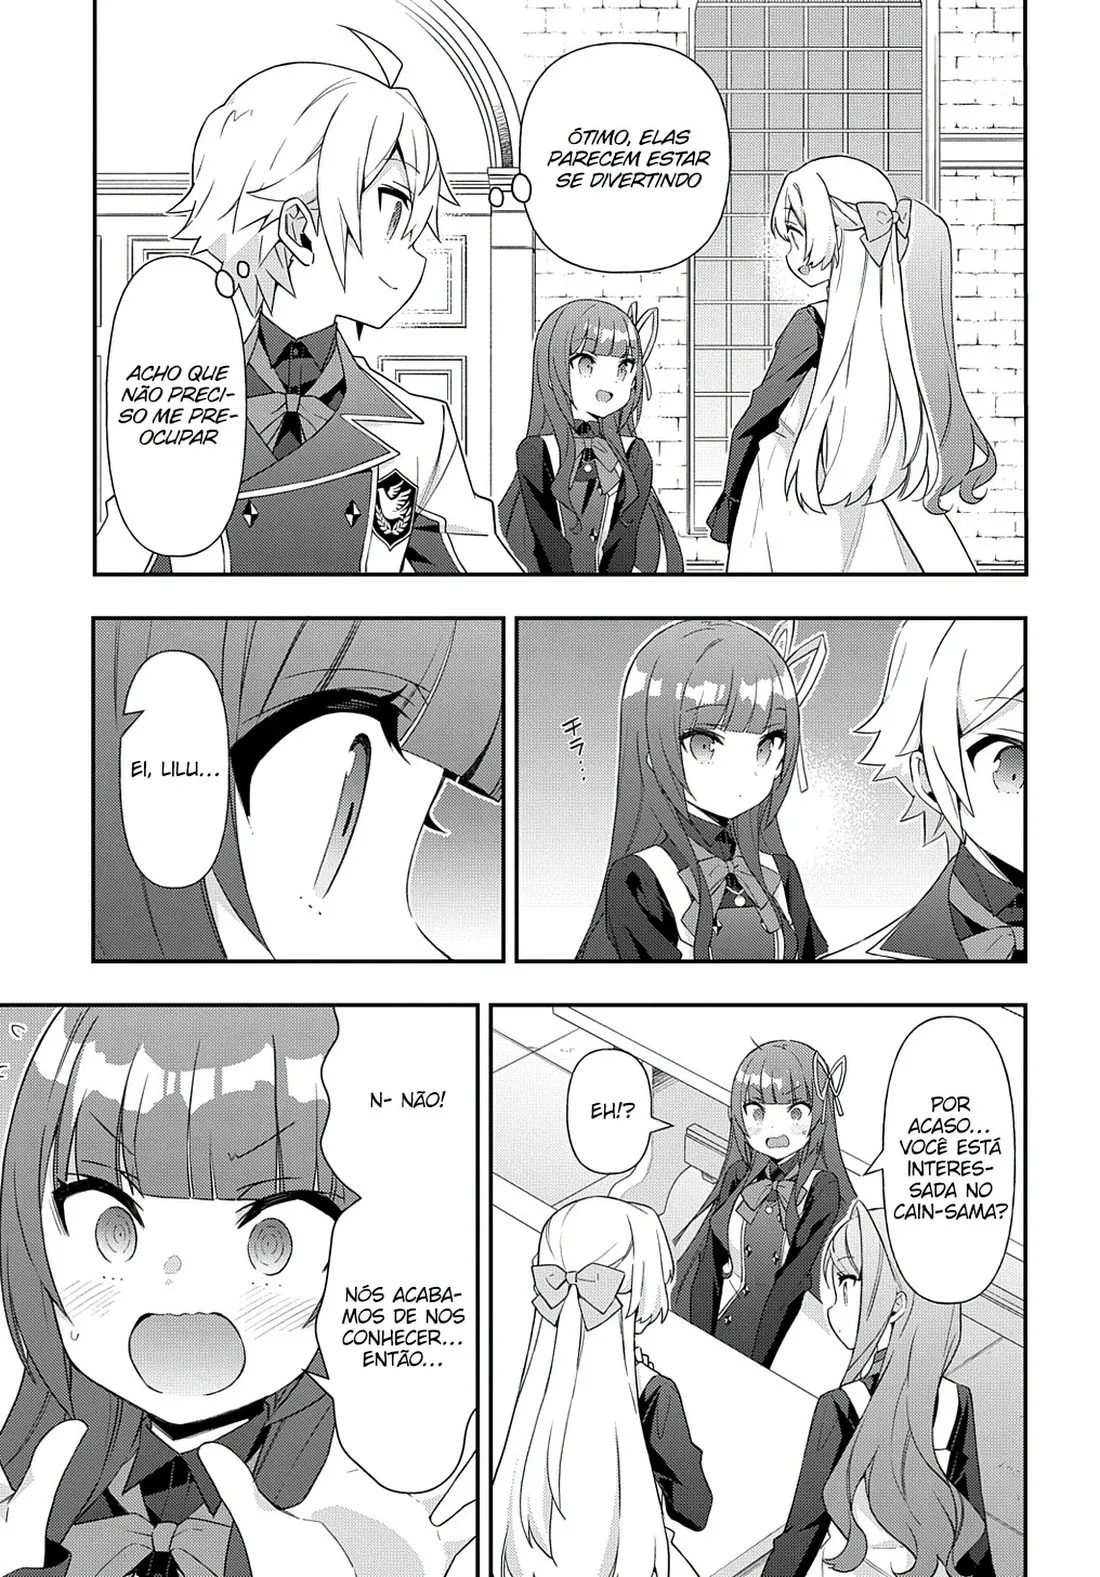 ÓTIMO, ELAS
PARECEM ESTAR
SE DIVERTINDO
ACHO QUE
NÃO PRECI
SO ME PRE-
OCUPAR
チラ…
EI, LILU...
POR
ACASO...
VOCÊ ESTÁ
INTERES-
SADA NO
CAIN-SAMA?
EH!?
N- NÃO!
NÓS ACABA-
MOS DE NOS
CONHECER...
ENTÃO...